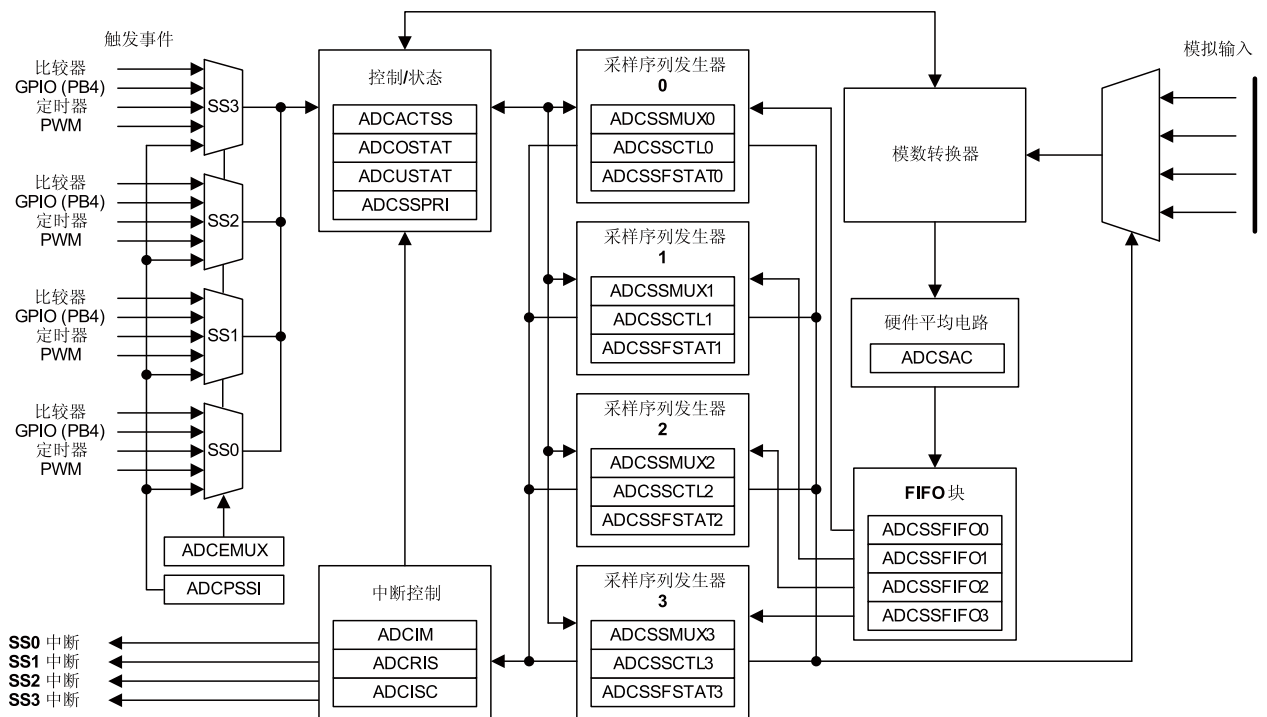 触发事件
比较器
GPIO (PB4)
定时器
PWM
SS3
比较器
GPIO (PB4)
定时器
PWM
SS2
比较器
GPIO (PB4)
定时器
PWM
SS1
比较器
GPIO (PB4)
定时器
PWM
SS0
ADCEMUX
ADCPSSI
控制/状态
ADCACTSS
ADCOSTAT
ADCUSTAT
ADCSSPRI
中断控制
ADCIM
ADCRIS
ADCISC
SS0 中断
SS1 中断
SS2 中断
SS3 中断
采样序列发生器
0
ADCSSMUX0
ADCSSCTL0
ADCSSFSTAT0
采样序列发生器
1
ADCSSMUX1
ADCSSCTL1
ADCSSFSTAT1
采样序列发生器
2
ADCSSMUX2
ADCSSCTL2
ADCSSFSTAT2
采样序列发生器
3
ADCSSMUX3
ADCSSCTL3
ADCSSFSTAT3
模数转换器
模拟输入
硬件平均电路
ADCSAC
FIFO 块
ADCSSFIFO0
ADCSSFIFO1
ADCSSFIFO2
ADCSSFIFO3